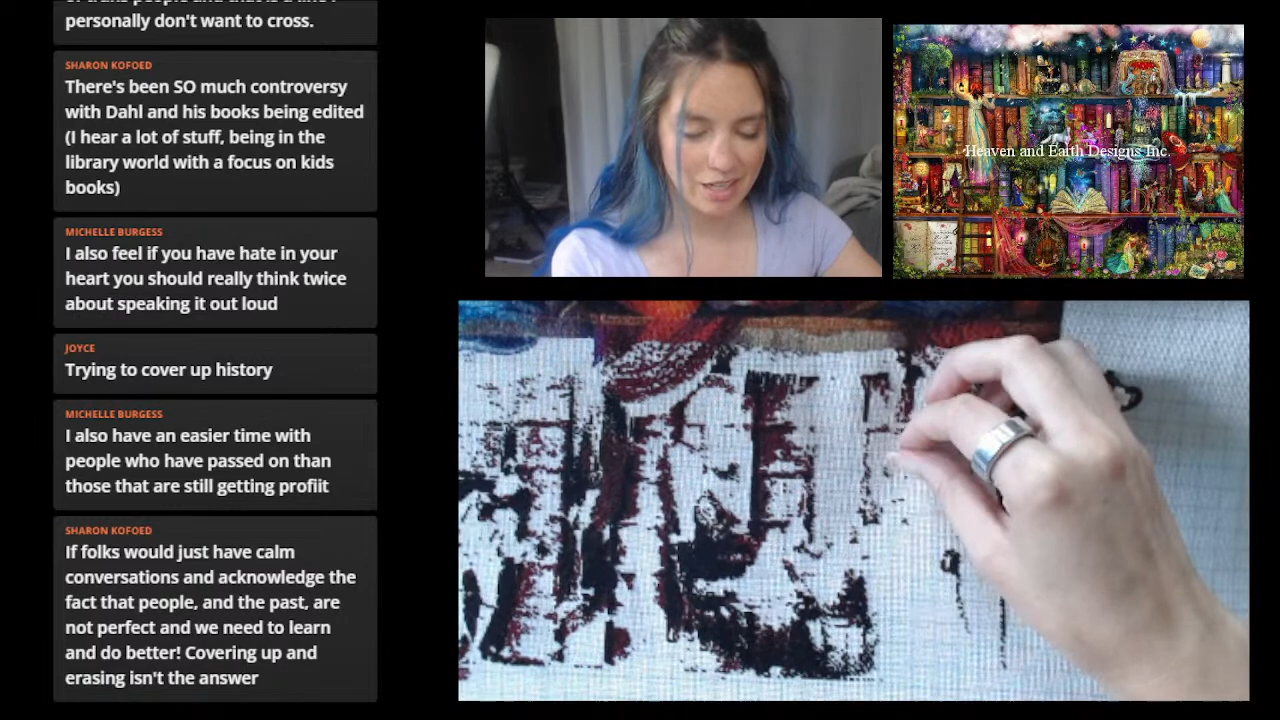 personally don't want to cross.
SHARON KOFOED
There's been SO much controversy
with Dahl and his books being edited
(I hear a lot of stuff, being in the
library world with a focus on kids
books)
MICHELLE BURGESS
I also feel if you have hate in your
heart you should really think twice
about speaking it out loud
JOYCE
Trying to cover up history
MICHELLE BURGESS
I also have an easier time with
people who have passed on than
those that are still getting profiit
SHARON KOFOED
If folks would just have calm
conversations and acknowledge the
fact that people, and the past, are
not perfect and we need to learn
and do better! Covering up and
erasing isn't the answer
Heaven and Earth Designs Inc.